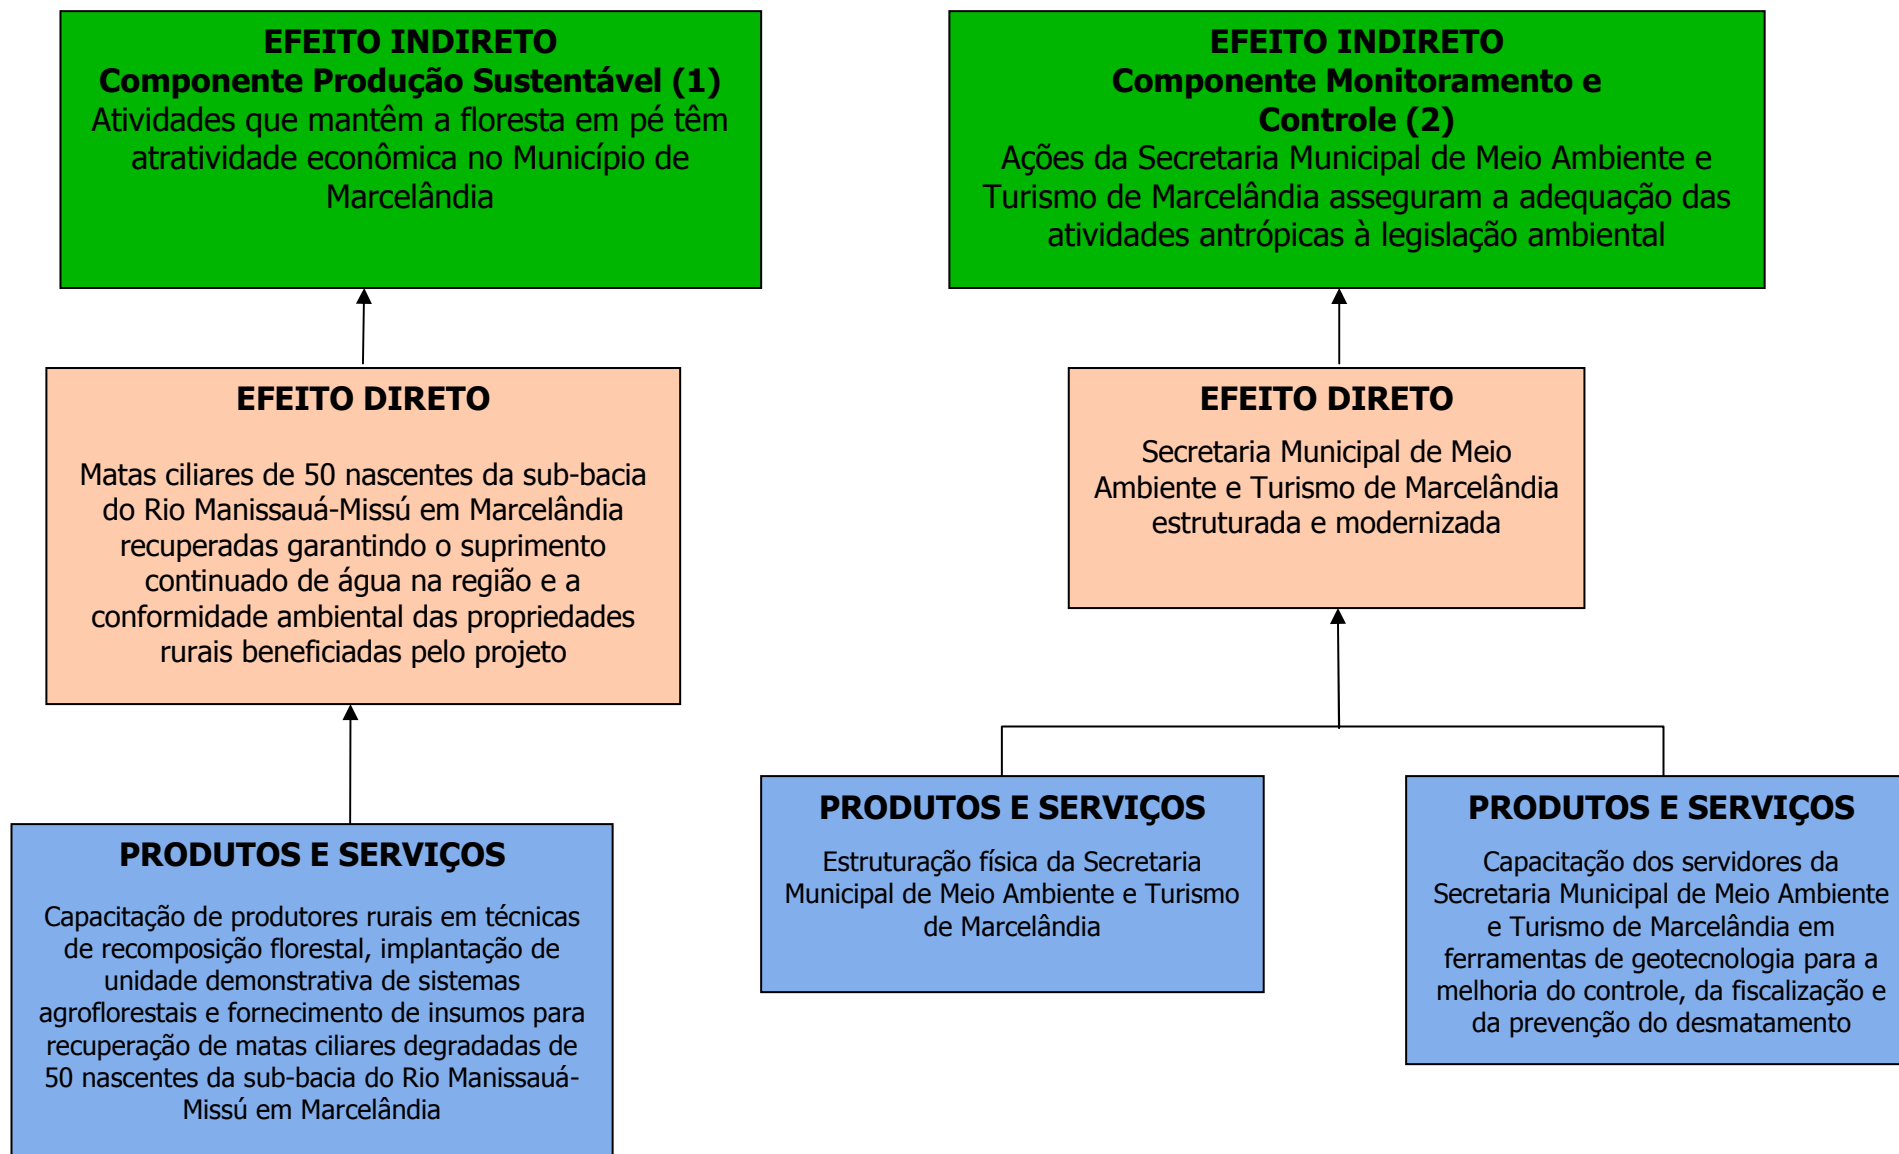 EFEITO INDIRETO
Componente Produção Sustentável (1)
Atividades que mantêm a floresta em pé têm
atratividade econômica no Município de
Marcelândia
EFEITO INDIRETO
Componente Monitoramento e
Controle (2)
Ações da Secretaria Municipal de Meio Ambiente e
Turismo de Marcelândia asseguram a adequação das
atividades antrópicas à legislação ambiental
EFEITO DIRETO
Matas ciliares de 50 nascentes da sub-bacia
do Rio Manissauá-Missú em Marcelândia
recuperadas garantindo o suprimento
continuado de água na região e a
conformidade ambiental das propriedades
rurais beneficiadas pelo projeto
EFEITO DIRETO
Secretaria Municipal de Meio
Ambiente e Turismo de Marcelândia
estruturada e modernizada
PRODUTOS E SERVIÇOS
Capacitação de produtores rurais em técnicas
de recomposição florestal, implantação de
unidade demonstrativa de sistemas
agroflorestais e fornecimento de insumos para
recuperação de matas ciliares degradadas de
50 nascentes da sub-bacia do Rio Manissauá-
Missú em Marcelândia
PRODUTOS E SERVIÇOS
Estruturação física da Secretaria
Municipal de Meio Ambiente e Turismo
de Marcelândia
PRODUTOS E SERVIÇOS
Capacitação dos servidores da
Secretaria Municipal de Meio Ambiente
e Turismo de Marcelândia em
ferramentas de geotecnologia para a
melhoria do controle, da fiscalização e
da prevenção do desmatamento